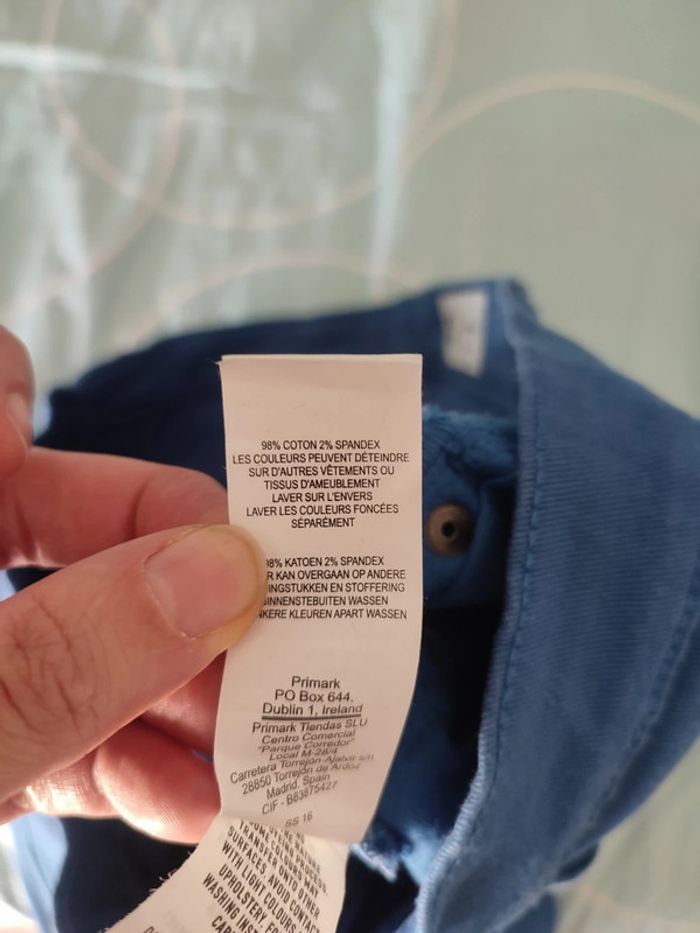 98% COTON 2% SPANDEX
LES COULEURS PEUVENT DÉTEINDRE
SUR D'AUTRES VÊTEMENTS OU
TISSUS D'AMEUBLEMENT
LAVER SUR L'ENVERS
LAVER LES COULEURS FONCÉES
SÉPARÉMENT
98% KATOEN 2% SPANDEX
KAN OVERGAAN OP ANDERE
EN STOFFERING
WASSEN
KLEUREN APART WASSEN
Primark
PO Box 644,
Dublin 1, Ireland
Primark Tiendas SLU
Centro Comercial
"Parque Corredor"
Local M-28/4
Carretera Torrejón-Ajalvir s/n
28850 Torrejón de Ardoz
Madrid, Spain
CIF - B83875427
SS 16
TRANSFER ONTO
SURFACES. AVOID OTHER
WITH LIGHT COLOURS
UPHOLSTERY.
WASHING